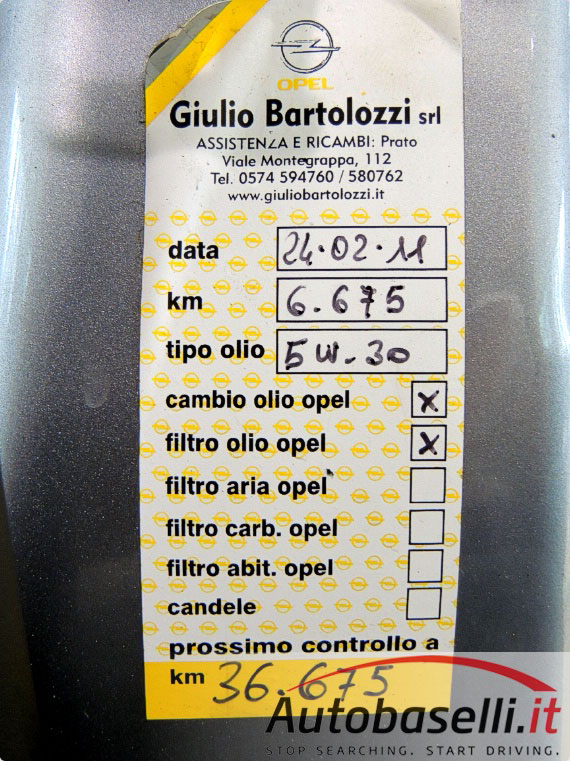 OPEL
Giulio Bartolozzi srl
ASSISTENZA E RICAMBI: Prato
Viale Montegrappa, 112
Tel. 0574 594760 / 580762
www.giuliobartolozzi.it
data 24.02.11
km 6.675
tipo olio 5W-30
cambio olio opel X
filtro olio opel X
filtro aria opel
filtro carb. opel
filtro abit. opel
candele
prossimo controllo a
km 36.675
Autobaselli.it
STOP SEARCHING. START DRIVING.